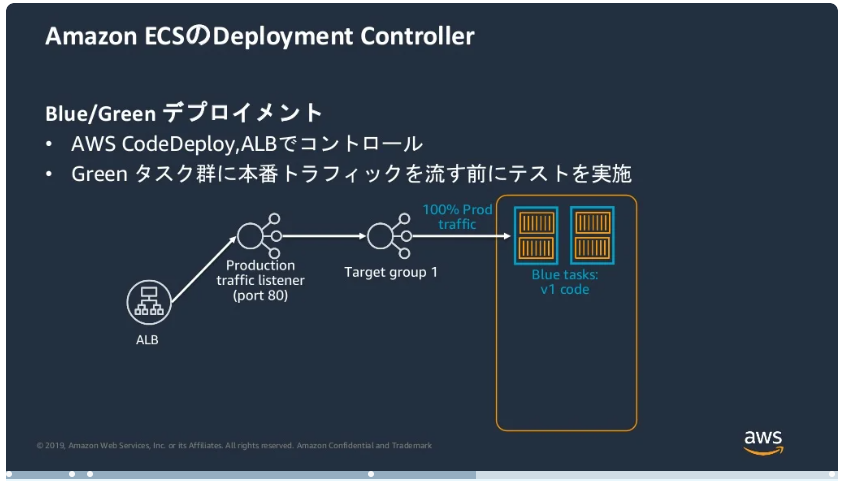 Amazon ECSのDeployment Controller
Blue/Green デプロイメント
• AWS CodeDeploy,ALBでコントロール
• Green タスク群に本番トラフィックを流す前にテストを実施
100% Prod
traffic
Production
traffic listener
(port 80)
Target group 1
Blue tasks:
v1 code
ALB
© 2019, Amazon Web Services, Inc. or its Affiliates. All rights reserved. Amazon Confidential and Trademark
aws